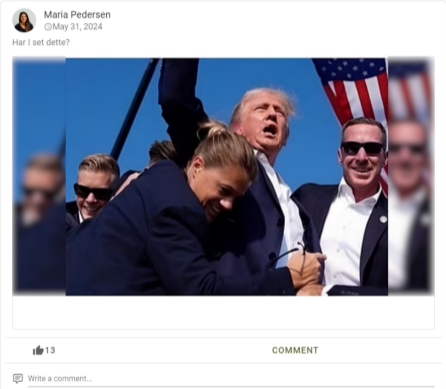 Maria Pedersen
May 31, 2024
Har I set dette?
13
COMMENT
Write a comment...